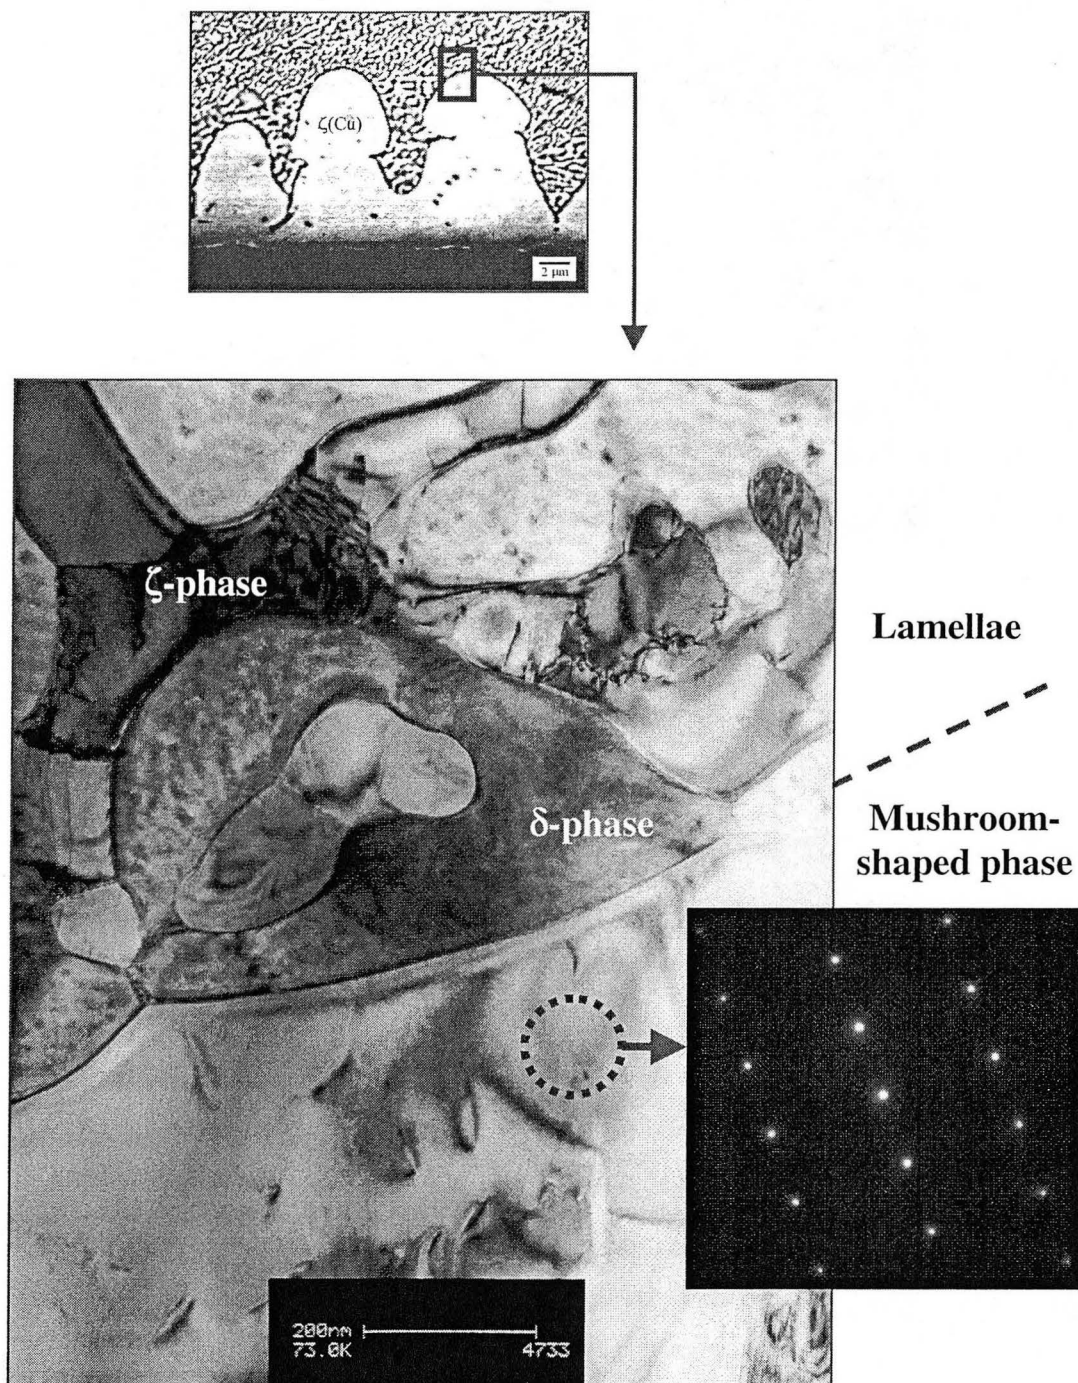 ζ(Cu)
2 μm
ζ-phase
Lamellae
δ-phase
Mushroom-
shaped phase
200nm
73.0K 4733